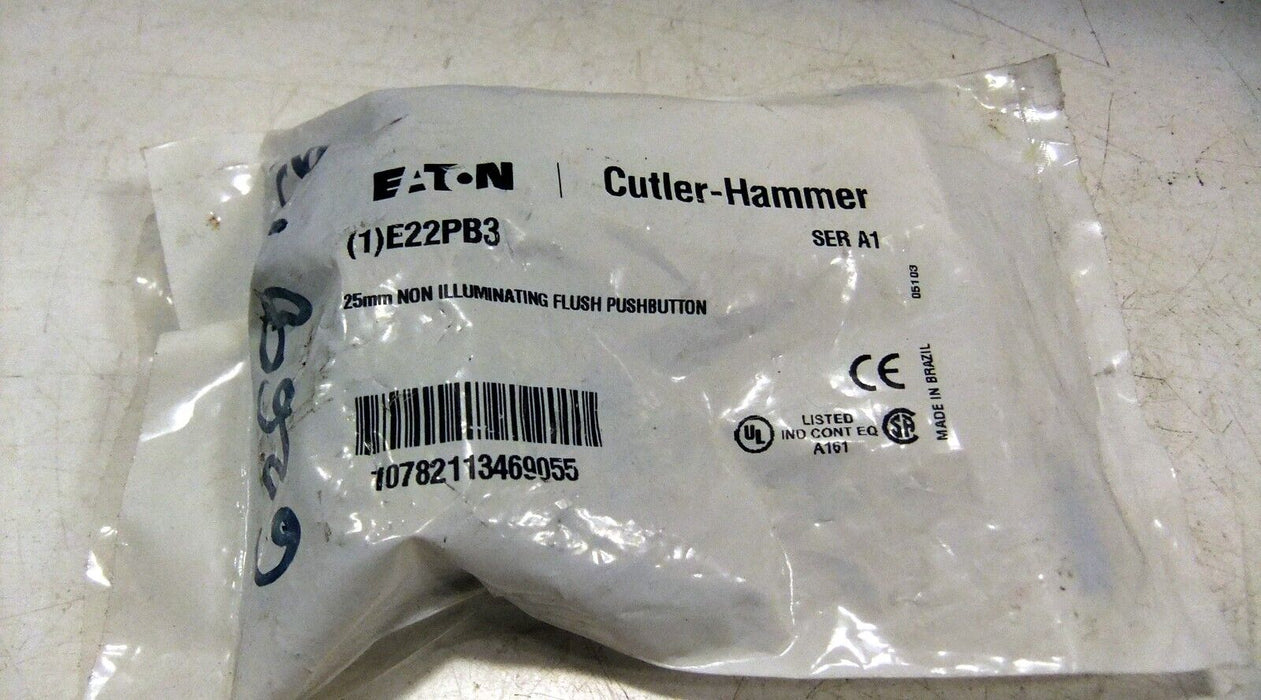 EATON | Cutler-Hammer
(1)E22PB3
SER A1
25mm NON ILLUMINATING FLUSH PUSHBUTTON
05103
CE
MADE IN BRAZIL
UL
LISTED
IND CONT EQ
A161
10782113469055